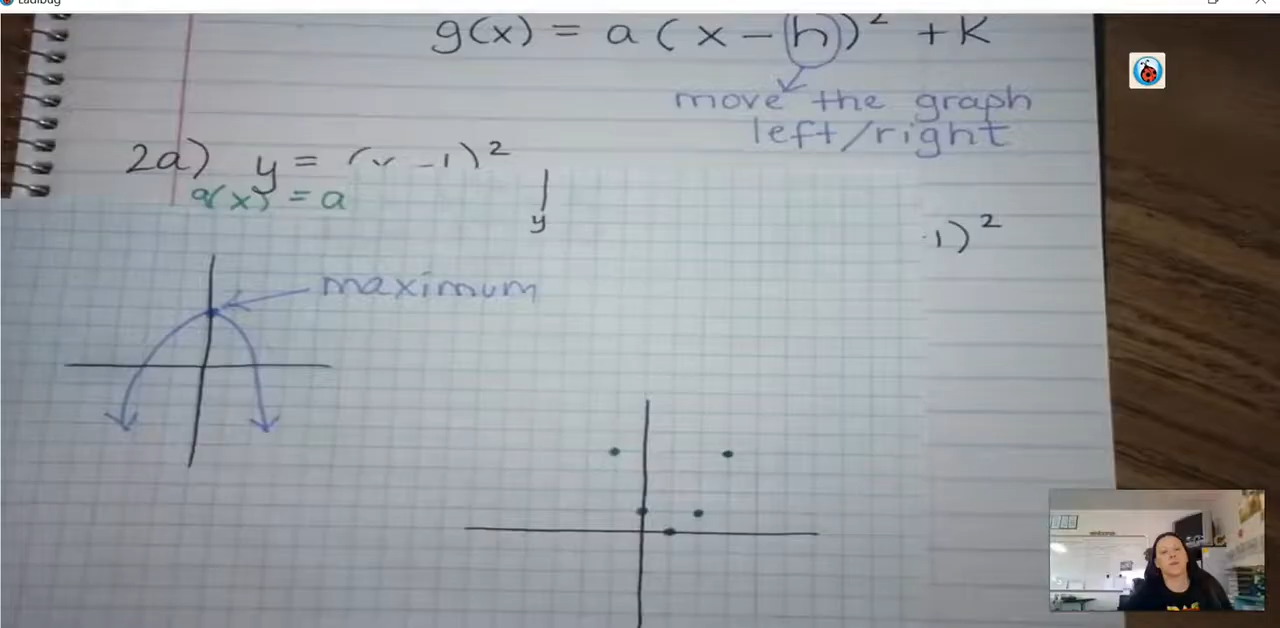 Ladibug
g(x) = a(x-h)² + K
move the graph
left/right
2a) y = (x-1)²
g(x) = a
y
-1)²
maximum